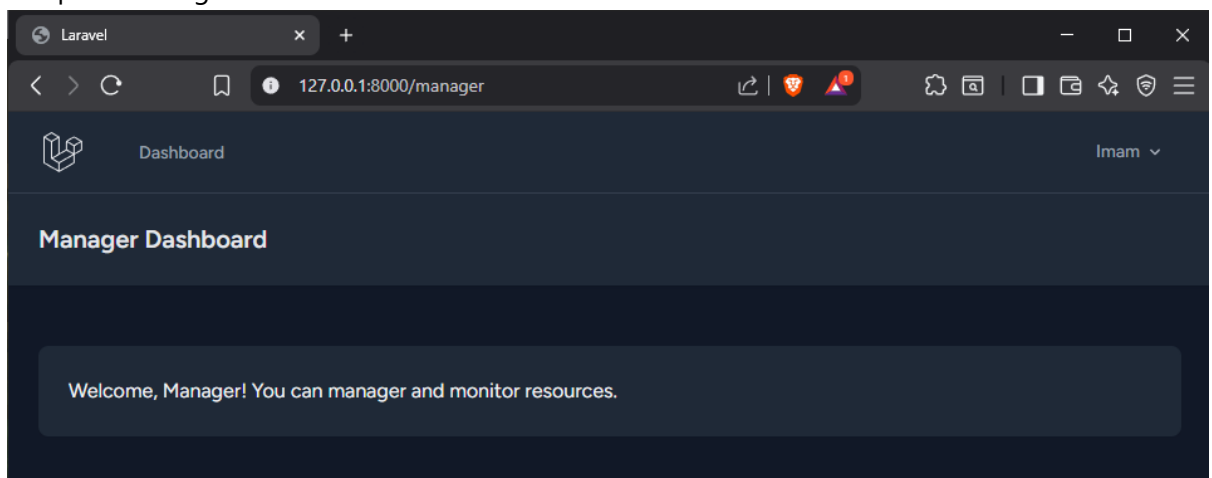 Laravel
127.0.0.1:8000/manager
1
Dashboard
Imam
Manager Dashboard
Welcome, Manager! You can manager and monitor resources.